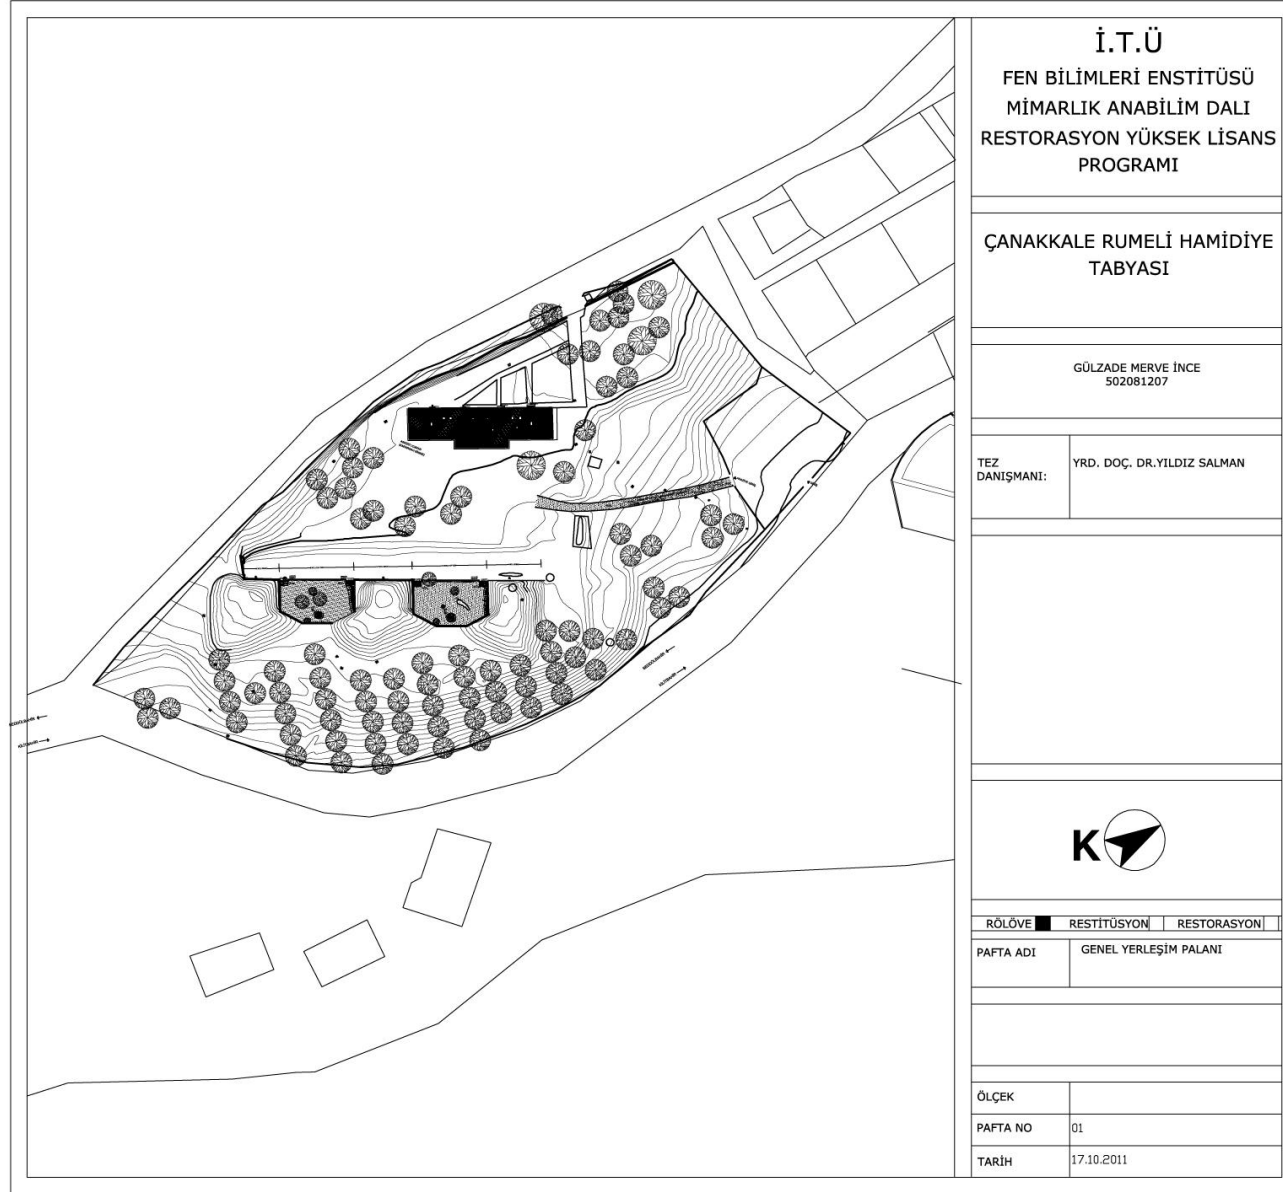 İ.T.Ü
FEN BİLİMLERİ ENSTİTÜSÜ
MİMARLIK ANABİLİM DALI
RESTORASYON YÜKSEK LİSANS
PROGRAMI
ÇANAKKALE RUMELİ HAMİDİYE
TABYASI
GÜLZADE MERVE İNCE
502081207
TEZ
DANIŞMANI:
YRD. DOÇ. DR.YILDIZ SALMAN
K
RÖLÖVE RESTİTÜSYON RESTORASYON
PAFTA ADI GENEL YERLEŞİM PALANI
ÖLÇEK
PAFTA NO 01
TARİH 17.10.2011